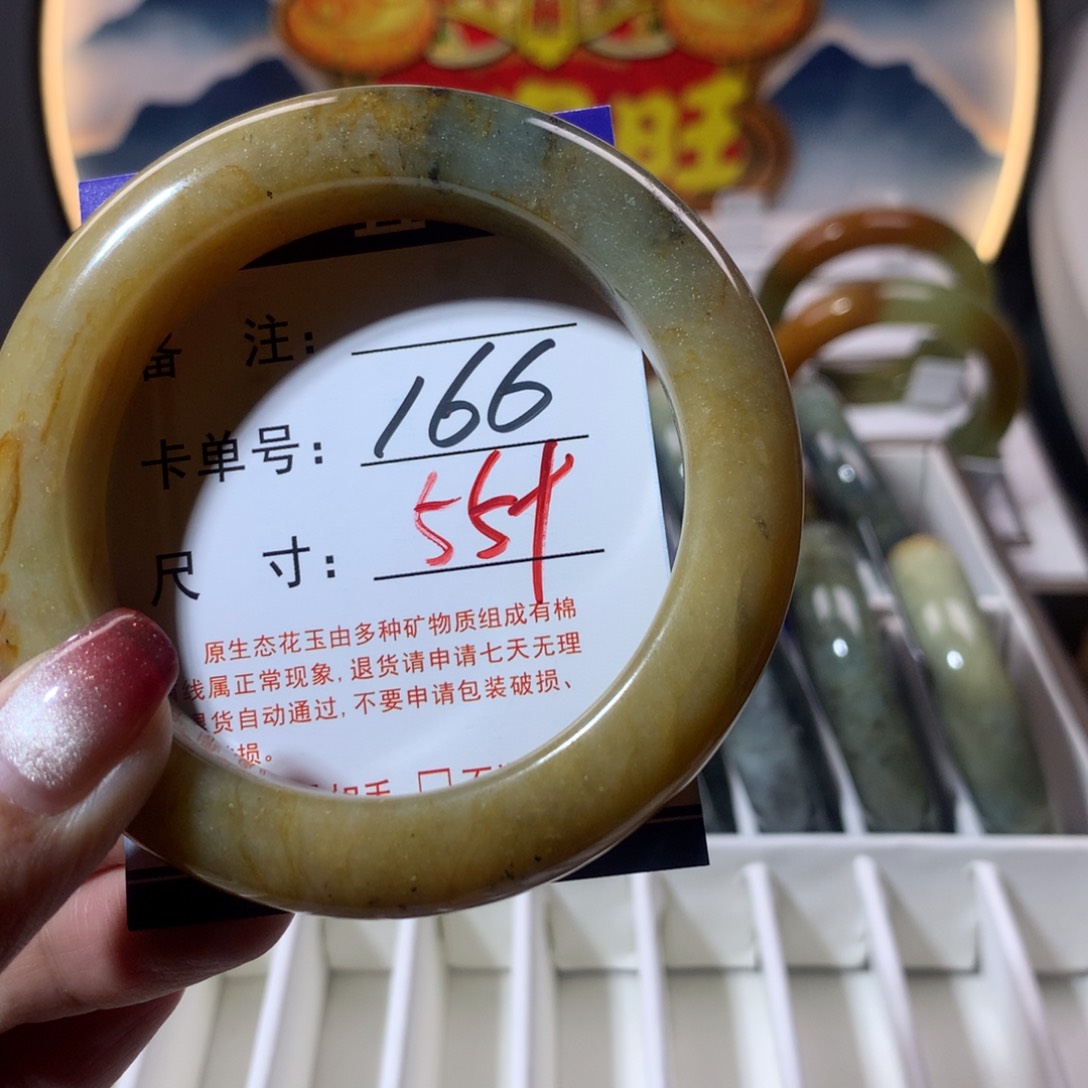 旺
备 注:
卡单号: 166
尺 寸:
原生态花玉由多种矿物质组成有棉
线属正常现象,退货请申请七天无理
退货自动通过,不要申请包装破损、
损。